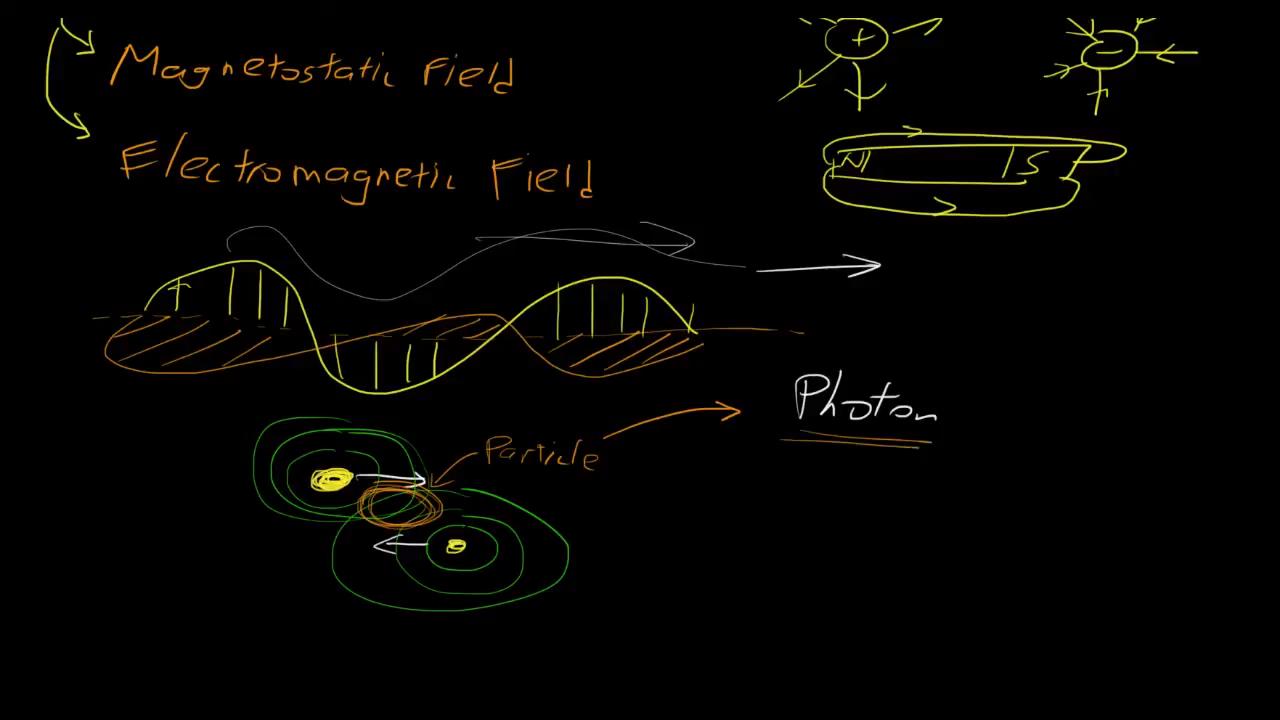 Magnetostatic Field
+
-
Electromagnetic Field
N S
Photon
Particle